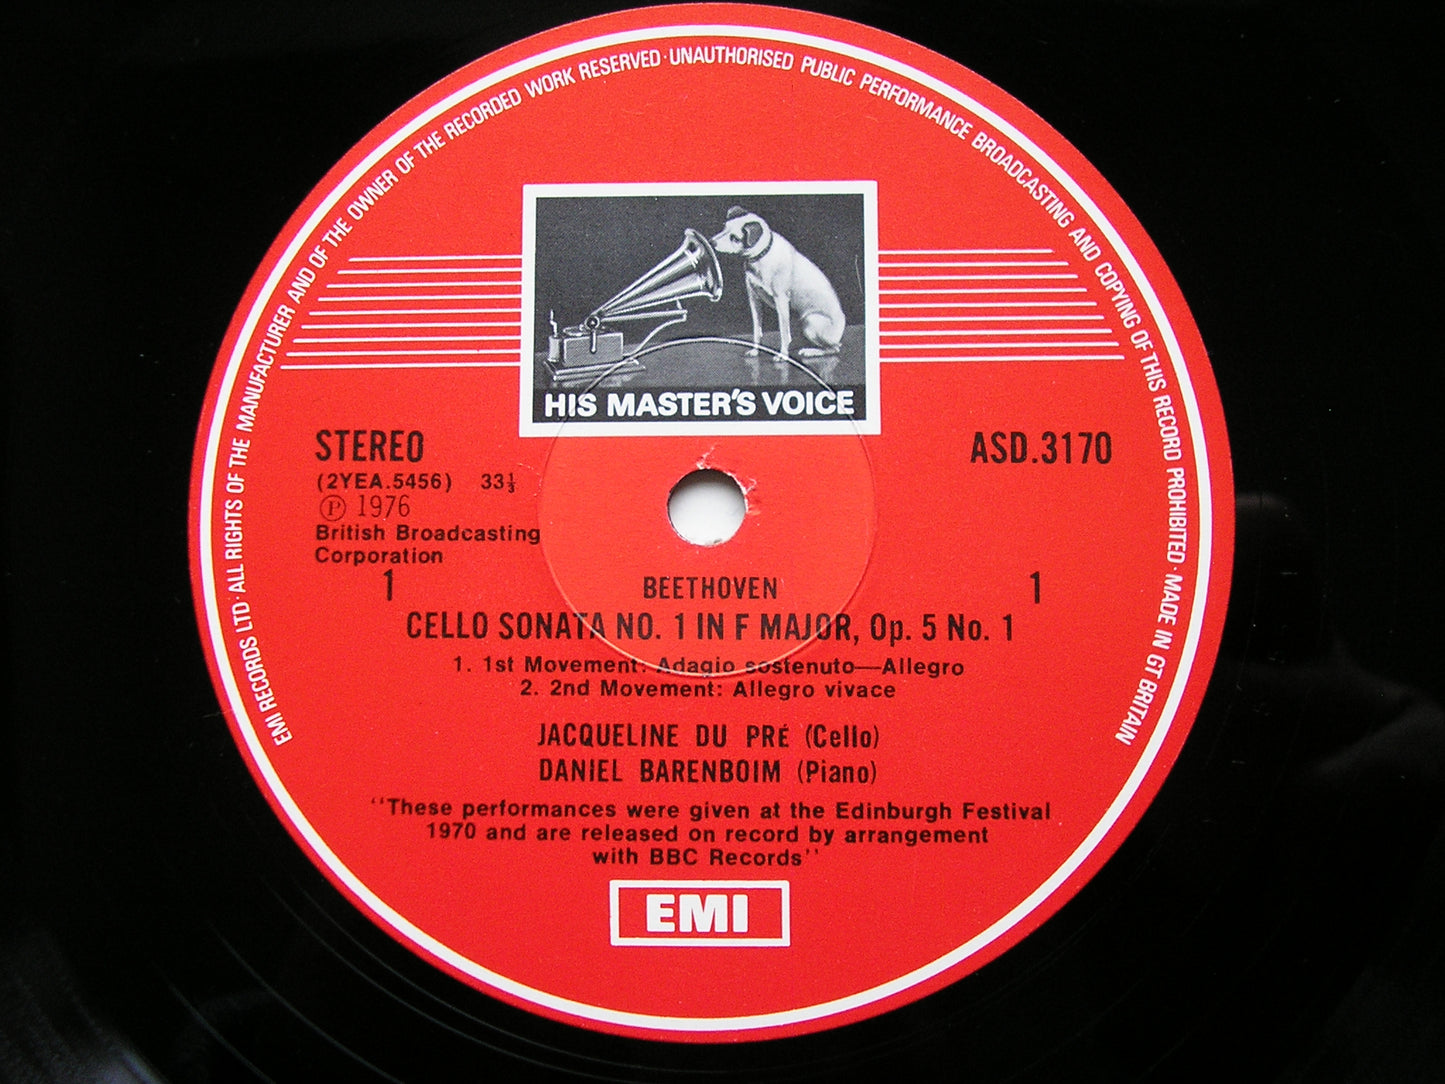 EMI RECORDS LTD · ALL RIGHTS OF THE MANUFACTURER AND OF THE OWNER OF THE RECORDED WORK RESERVED · UNAUTHORISED PUBLIC PERFORMANCE BROADCASTING AND COPYING OF THIS RECORD PROHIBITED · MADE IN GT BRITAIN
HIS MASTER'S VOICE
STEREO
ASD.3170
(2YEA.5456) 33⅓
℗ 1976
British Broadcasting
Corporation
1 1
BEETHOVEN
CELLO SONATA NO. 1 IN F MAJOR, Op. 5 No. 1
1. 1st Movement: Adagio sostenuto—Allegro
2. 2nd Movement: Allegro vivace
JACQUELINE DU PRÉ (Cello)
DANIEL BARENBOIM (Piano)
"These performances were given at the Edinburgh Festival
1970 and are released on record by arrangement
with BBC Records"
EMI